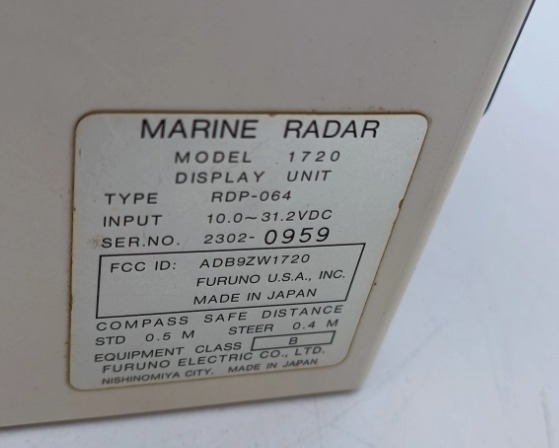 MARINE RADAR
MODEL 1720
DISPLAY UNIT
TYPE RDP-064
INPUT 10.0~31.2VDC
SER.NO. 2302-0959
FCC ID: ADB9ZW1720
FURUNO U.S.A., INC.
MADE IN JAPAN
COMPASS SAFE DISTANCE
STD 0.5 M STEER 0.4 M
EQUIPMENT CLASS B
FURUNO ELECTRIC CO., LTD.
NISHINOMIYA CITY, MADE IN JAPAN